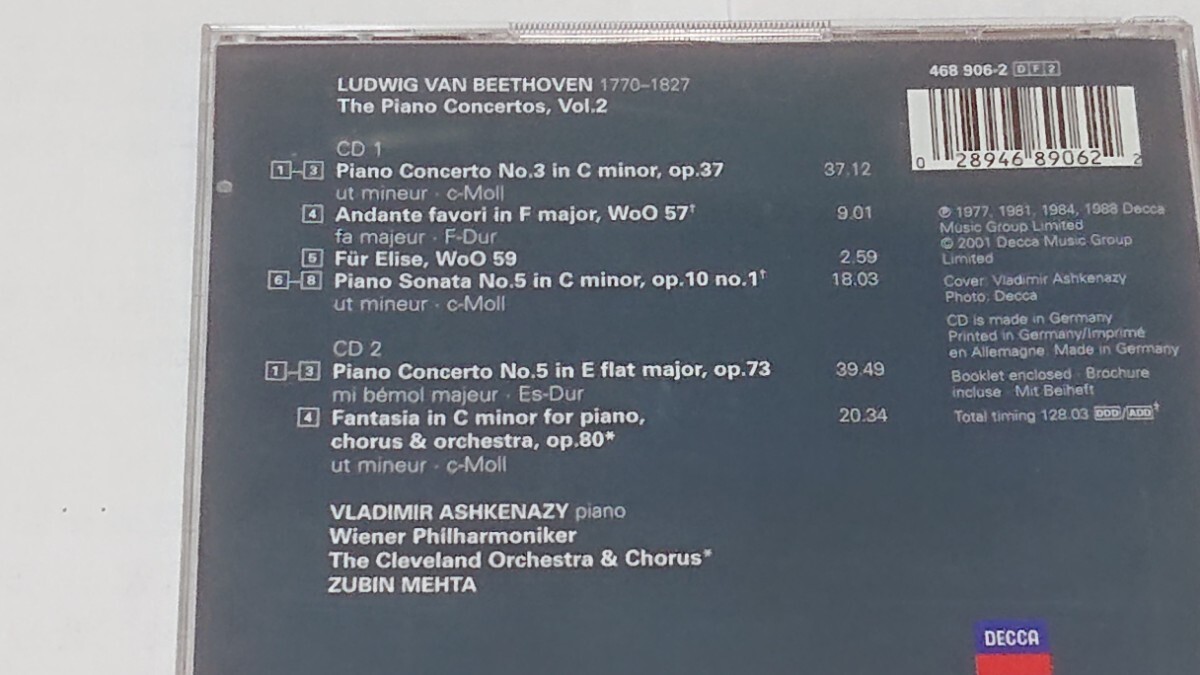 LUDWIG VAN BEETHOVEN 1770–1827
The Piano Concertos, Vol.2
CD 1
1–3 Piano Concerto No.3 in C minor, op.37 37.12
ut mineur · c-Moll
4 Andante favori in F major, WoO 57† 9.01
fa majeur · F-Dur
5 Für Elise, WoO 59 2.59
6–8 Piano Sonata No.5 in C minor, op.10 no.1† 18.03
ut mineur · c-Moll
CD 2
1–3 Piano Concerto No.5 in E flat major, op.73 39.49
mi bémol majeur · Es-Dur
4 Fantasia in C minor for piano,
chorus & orchestra, op.80* 20.34
ut mineur · c-Moll
VLADIMIR ASHKENAZY piano
Wiener Philharmoniker
The Cleveland Orchestra & Chorus*
ZUBIN MEHTA
468 906-2 DF2
0 28946 89062 2
℗ 1977, 1981, 1984, 1988 Decca
Music Group Limited
© 2001 Decca Music Group
Limited
Cover: Vladimir Ashkenazy
Photo: Decca
CD is made in Germany
Printed in Germany/Imprimé
en Allemagne. Made in Germany
Booklet enclosed · Brochure
incluse · Mit Beiheft
Total timing 128.03 DDD/ADD†
DECCA